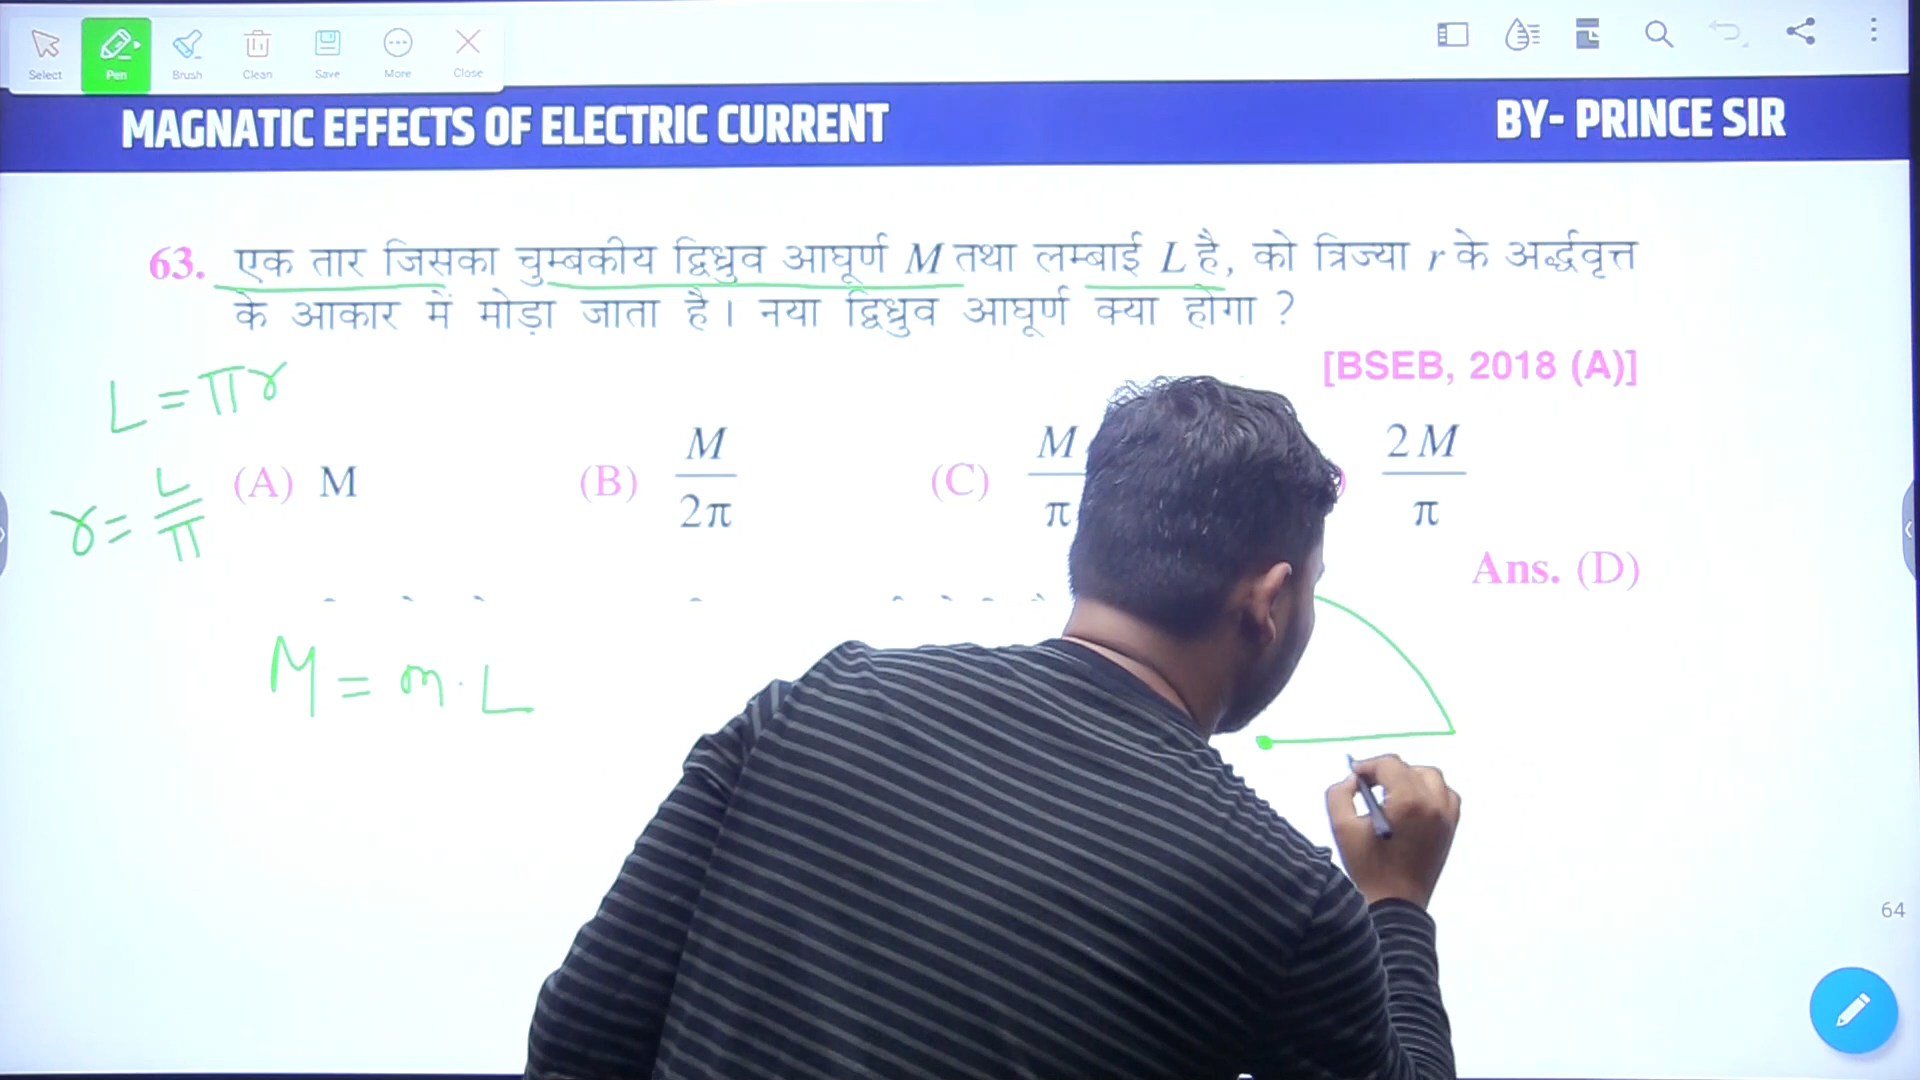 Select Pen Brush Clean Save More Close
MAGNATIC EFFECTS OF ELECTRIC CURRENT
BY- PRINCE SIR
63. एक तार जिसका चुम्बकीय द्विध्रुव आघूर्ण M तथा लम्बाई L है, को त्रिज्या r के अर्द्धवृत्त
के आकार में मोड़ा जाता है। नया द्विध्रुव आघूर्ण क्या होगा ?
[BSEB, 2018 (A)]
L = πr
(A) M (B) M/2π (C) M/π 2M/π
r = L/π
Ans. (D)
M = m · L
64